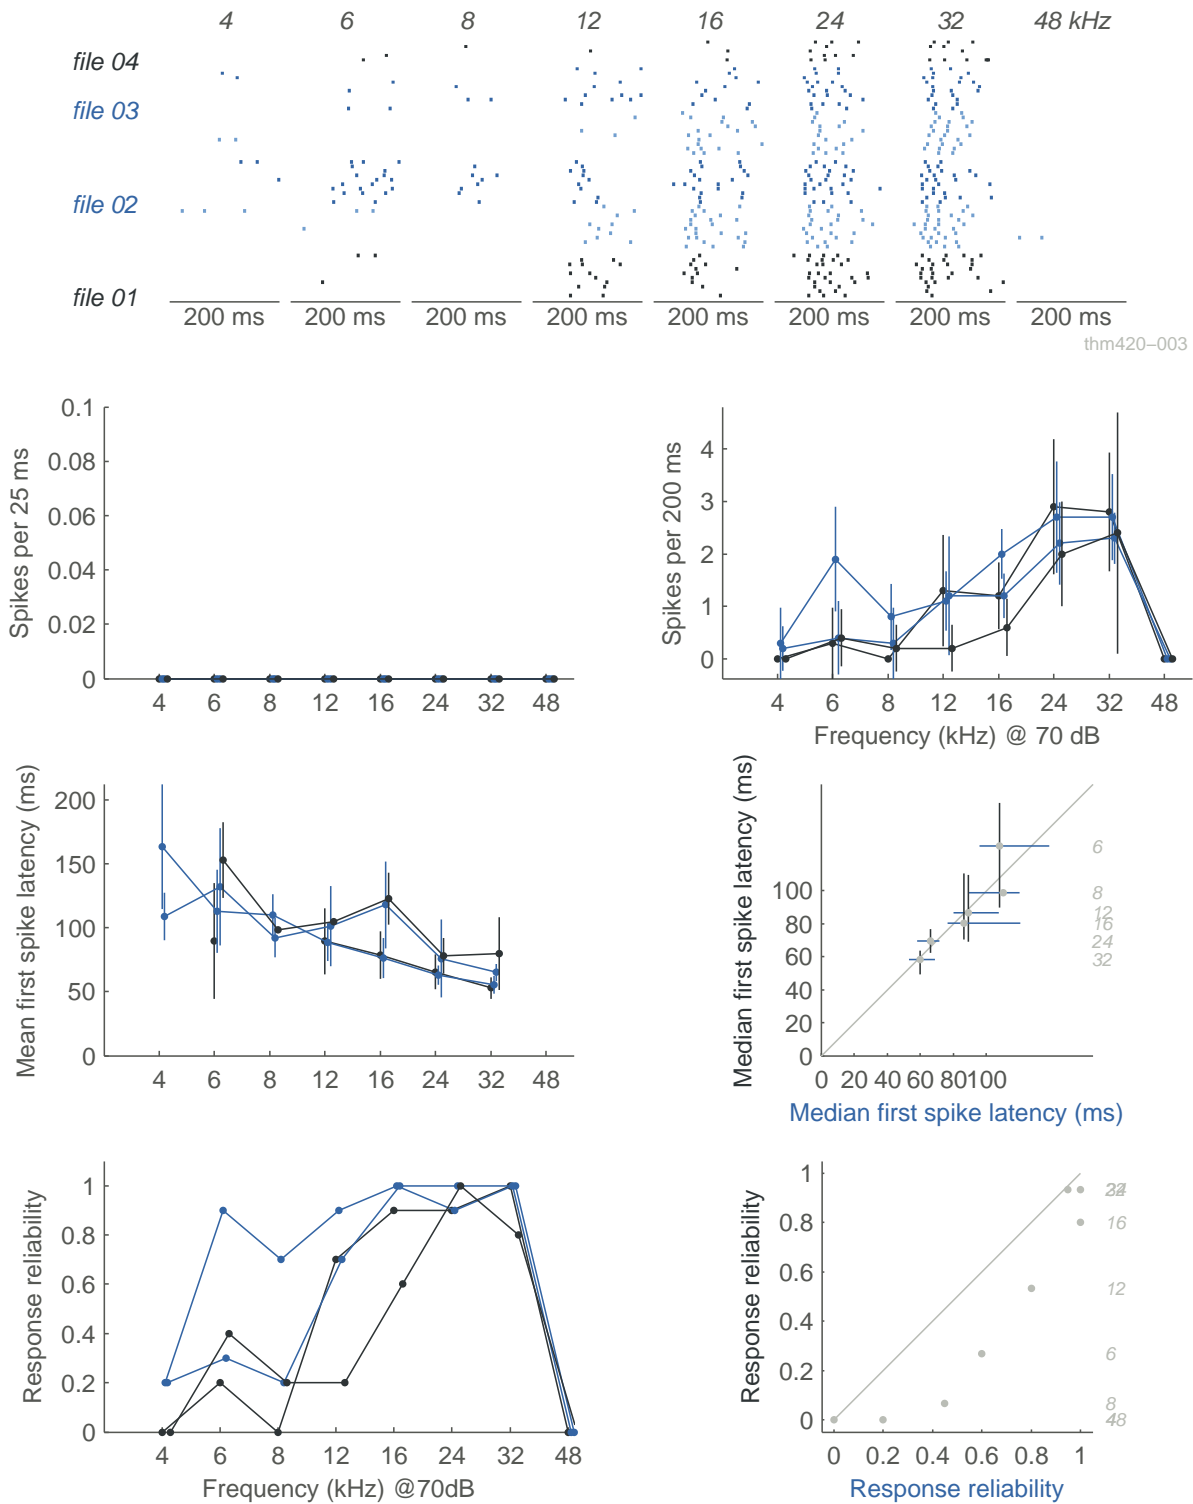 4 6 8 12 16 24 32 48 kHz
file 04
file 03
file 02
file 01
200 ms 200 ms 200 ms 200 ms 200 ms 200 ms 200 ms 200 ms
thm420–003
Spikes per 25 ms
0.1
0.08
0.06
0.04
0.02
0
4 6 8 12 16 24 32 48
Spikes per 200 ms
4
3
2
1
0
4 6 8 12 16 24 32 48
Frequency (kHz) @ 70 dB
Mean first spike latency (ms)
200
150
100
50
0
4 6 8 12 16 24 32 48
Median first spike latency (ms)
100
80
60
40
20
0
0 20 40 60 80 100
6
8
12
16
24
32
Median first spike latency (ms)
Response reliability
1
0.8
0.6
0.4
0.2
0
4 6 8 12 16 24 32 48
Frequency (kHz) @70dB
Response reliability
1
0.8
0.6
0.4
0.2
0
0 0.2 0.4 0.6 0.8 1
16
12
6
8
Response reliability